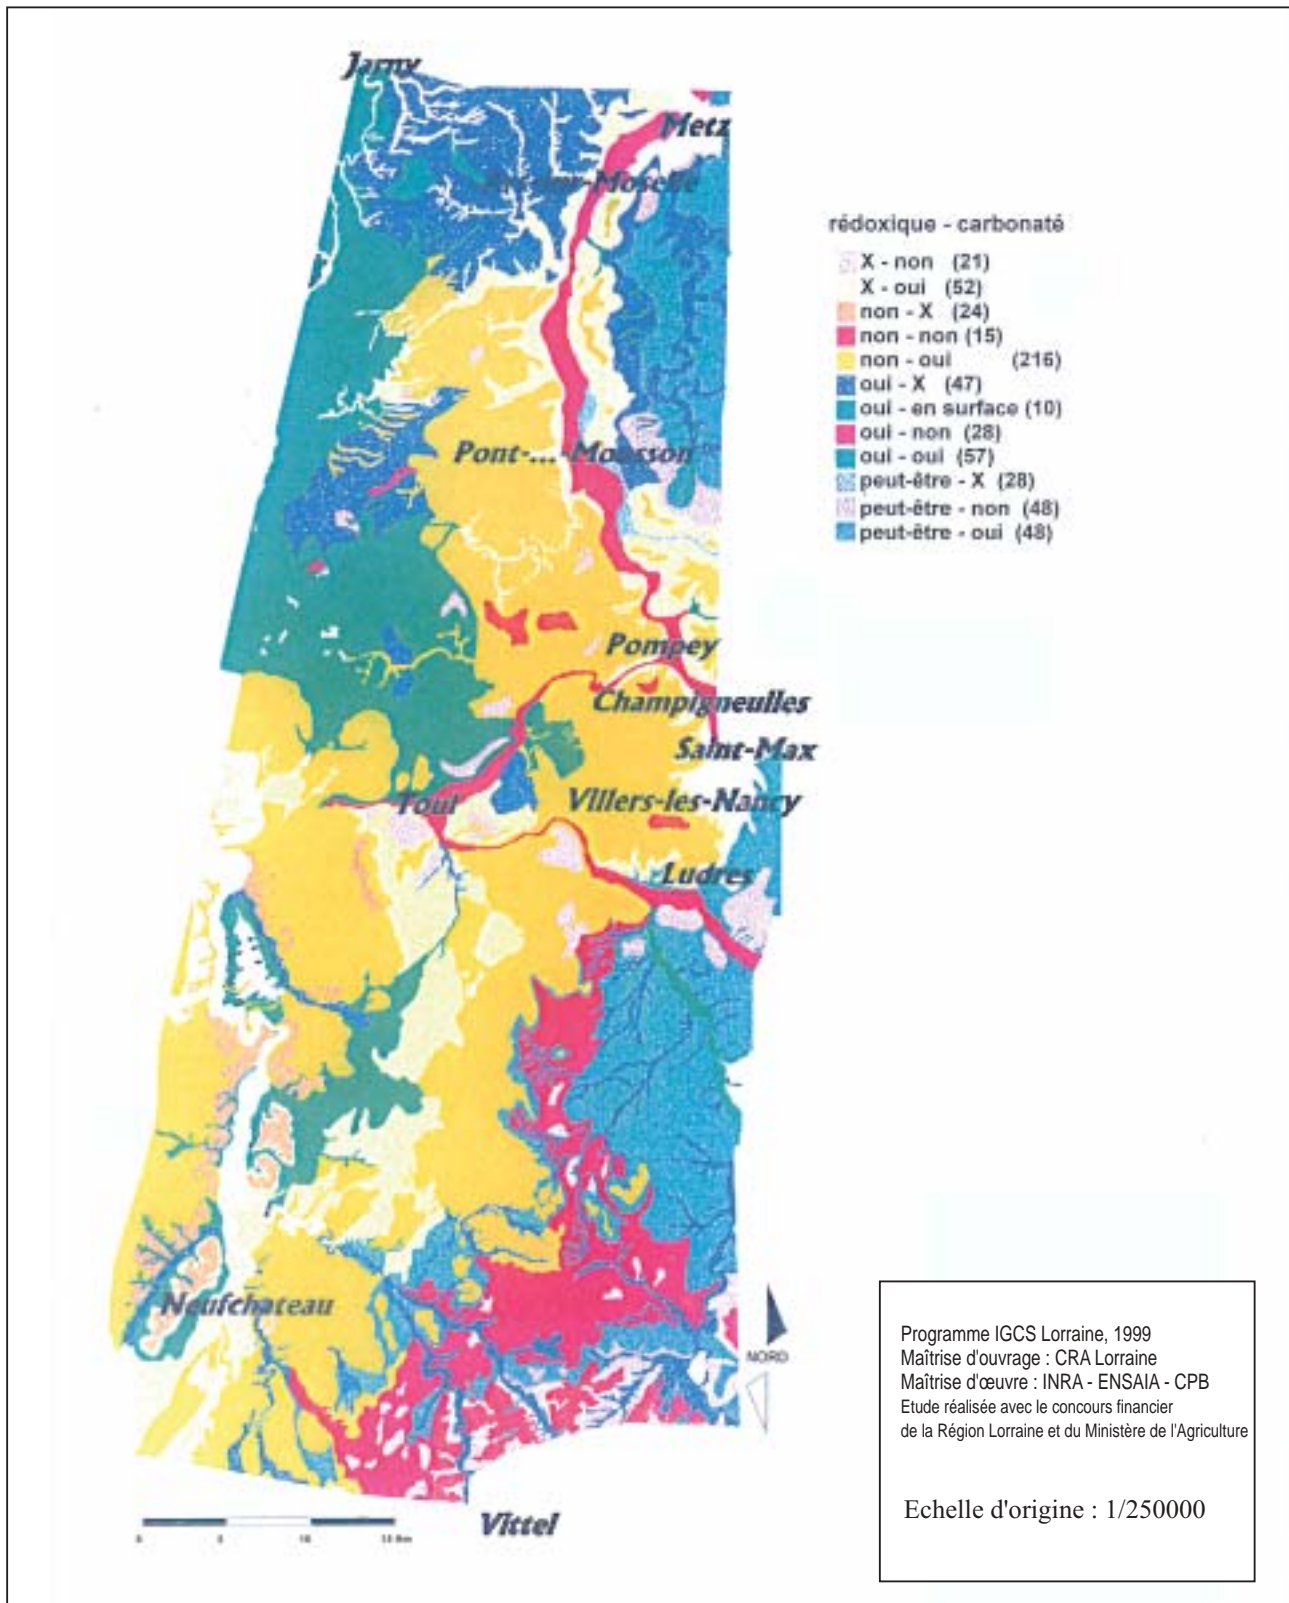 Jarny
Metz
rédoxique - carbonaté
X - non (21)
X - oui (52)
non - X (24)
non - non (15)
non - oui (216)
oui - X (47)
oui - en surface (10)
oui - non (28)
oui - oui (57)
peut-être - X (28)
peut-être - non (48)
peut-être - oui (48)
Pont-...-Mousson
Pompey
Champigneulles
Saint-Max
Toul
Villers-les-Nancy
Ludres
Neufchateau
NORD
Vittel
Programme IGCS Lorraine, 1999
Maîtrise d'ouvrage : CRA Lorraine
Maîtrise d'œuvre : INRA - ENSAIA - CPB
Etude réalisée avec le concours financier
de la Région Lorraine et du Ministère de l'Agriculture
Echelle d'origine : 1/250000